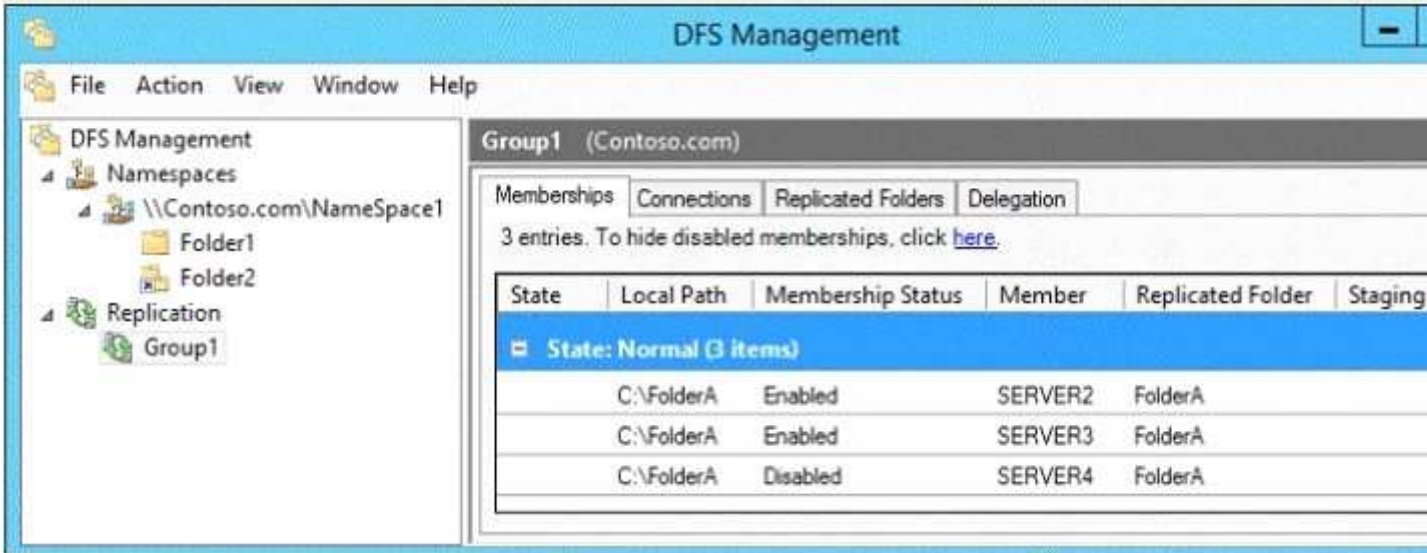 DFS Management
File Action View Window Help
DFS Management
Namespaces
\\Contoso.com\NameSpace1
Folder1
Folder2
Replication
Group1
Group1 (Contoso.com)
Memberships Connections Replicated Folders Delegation
3 entries. To hide disabled memberships, click here.
State Local Path Membership Status Member Replicated Folder Staging
State: Normal (3 items)
C:\FolderA Enabled SERVER2 FolderA
C:\FolderA Enabled SERVER3 FolderA
C:\FolderA Disabled SERVER4 FolderA